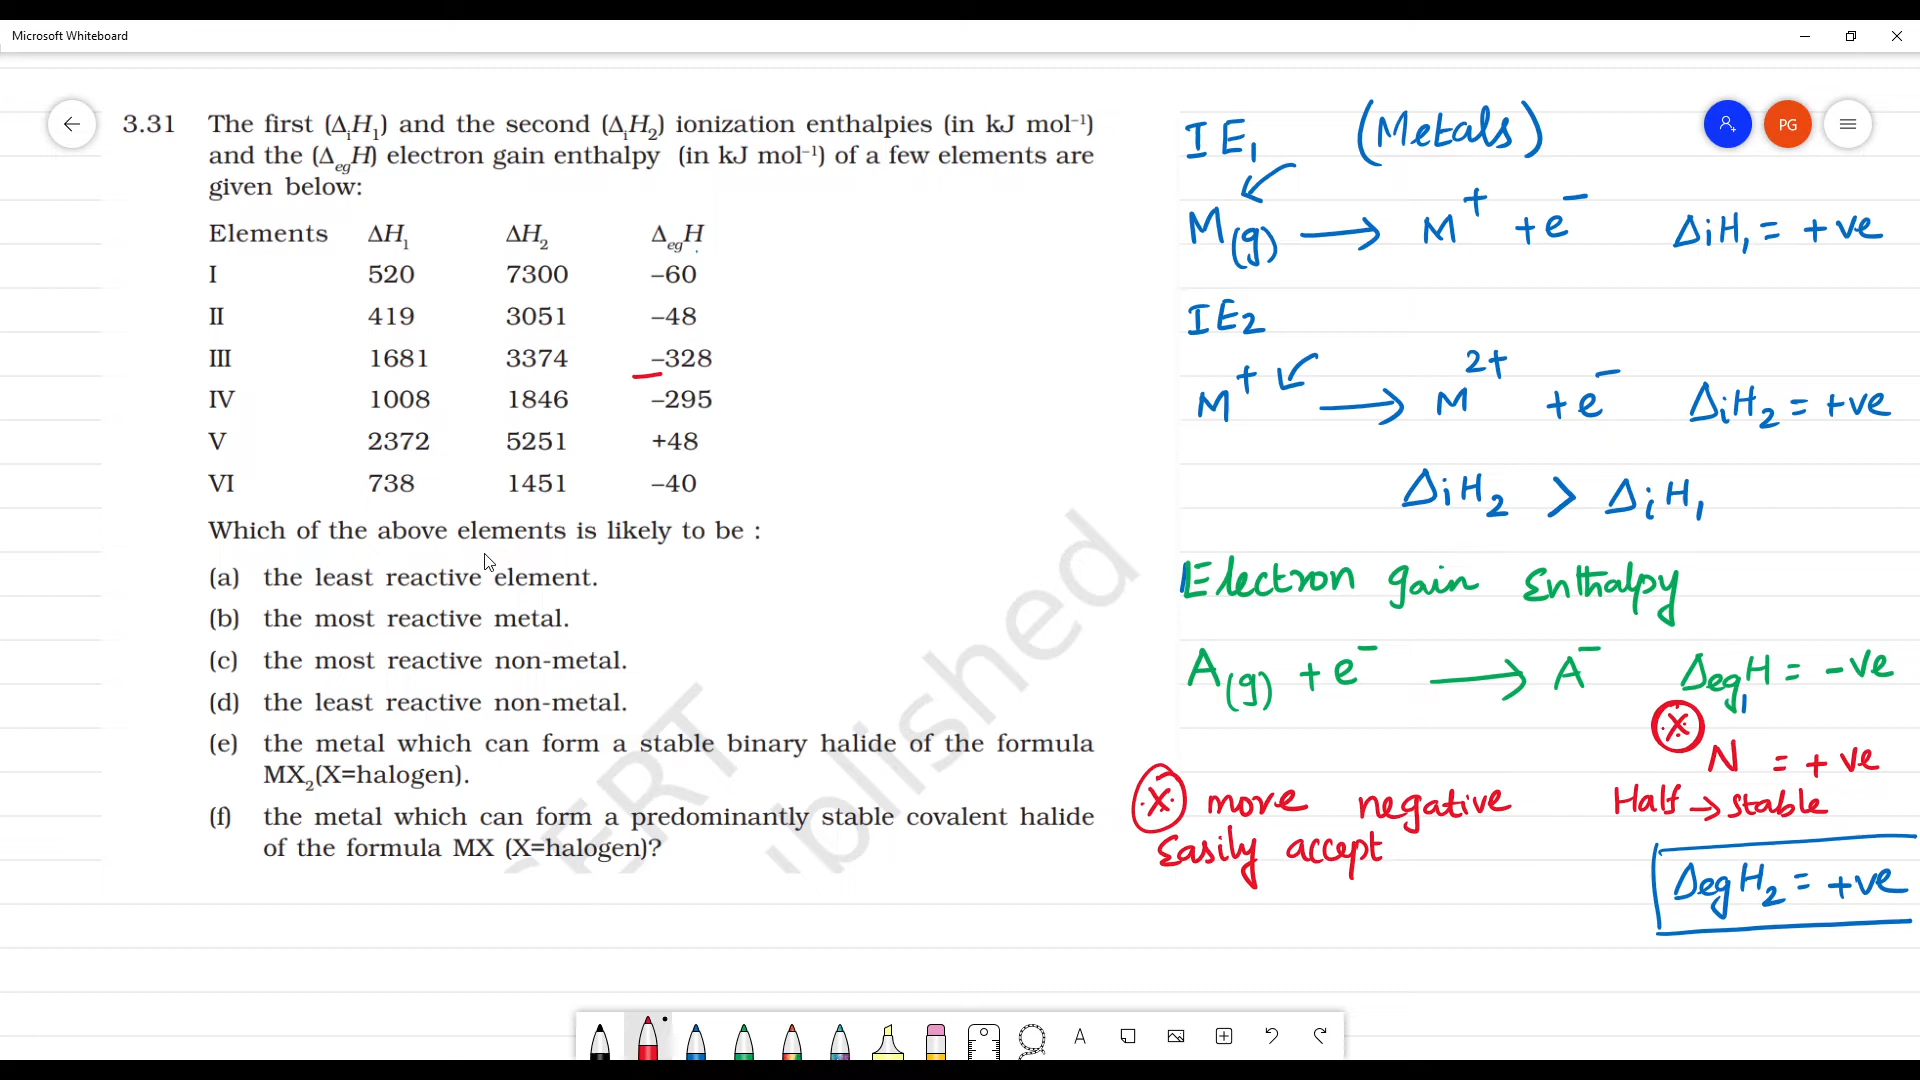 Microsoft Whiteboard
PG
3.31 The first (ΔiH1) and the second (ΔiH2) ionization enthalpies (in kJ mol–1)
and the (ΔegH) electron gain enthalpy (in kJ mol–1) of a few elements are
given below:
Elements ΔH1 ΔH2 ΔegH
I 520 7300 –60
II 419 3051 –48
III 1681 3374 –328
IV 1008 1846 –295
V 2372 5251 +48
VI 738 1451 –40
Which of the above elements is likely to be :
(a) the least reactive element.
(b) the most reactive metal.
(c) the most reactive non-metal.
(d) the least reactive non-metal.
(e) the metal which can form a stable binary halide of the formula
MX2(X=halogen).
(f) the metal which can form a predominantly stable covalent halide
of the formula MX (X=halogen)?
IE1 (Metals)
M(g) → M+ + e– ΔiH1 = +ve
IE2
M+ → M2+ + e– ΔiH2 = +ve
ΔiH2 > ΔiH1
Electron gain Enthalpy
A(g) + e– → A– ΔegH1 = -ve
N = + ve
Half → stable
more negative
Easily accept
ΔegH2 = +ve
A